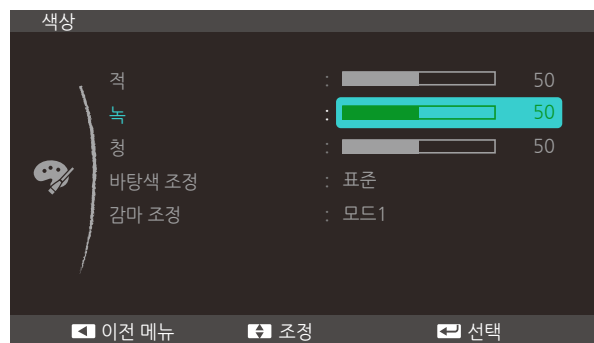 색상
적 : 50
녹 : 50
청 : 50
바탕색 조정 : 표준
감마 조정 : 모드1
이전 메뉴 조정 선택